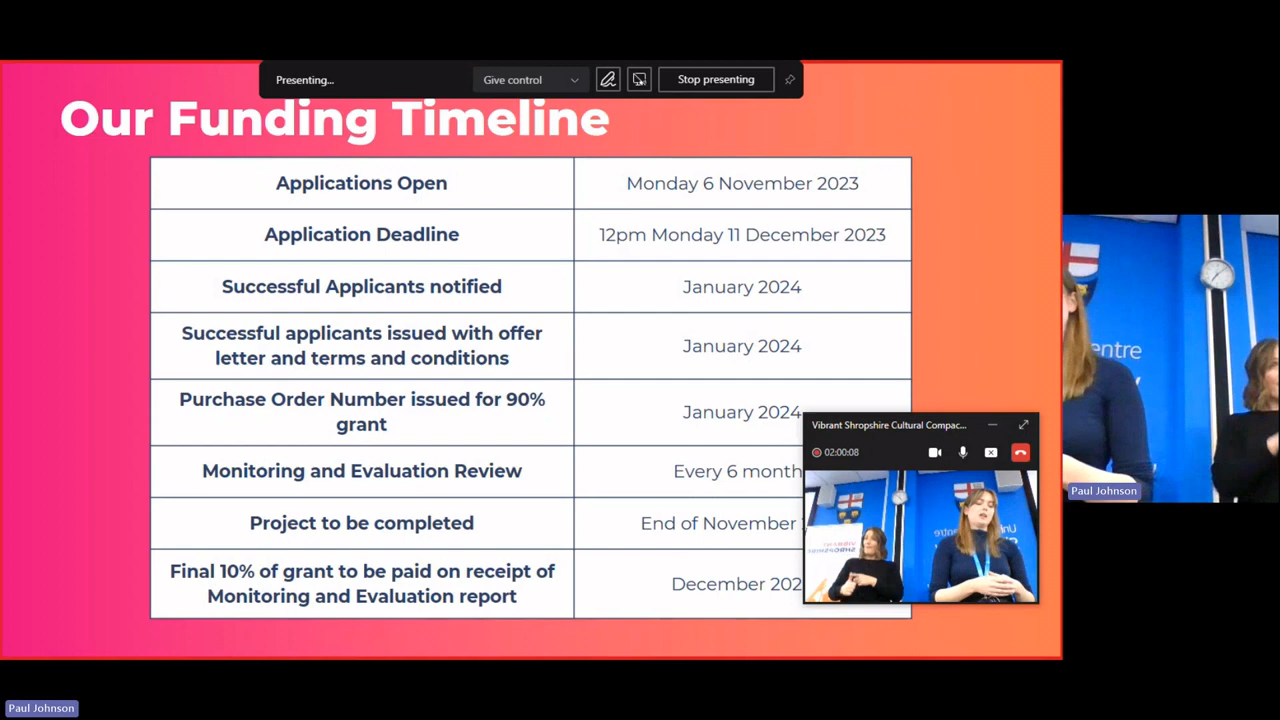 Presenting...
Give control
Stop presenting
Our Funding Timeline
Applications Open
Monday 6 November 2023
Application Deadline
12pm Monday 11 December 2023
Successful Applicants notified
January 2024
Successful applicants issued with offer
letter and terms and conditions
January 2024
Purchase Order Number issued for 90%
grant
January 2024
Monitoring and Evaluation Review
Every 6 month
Project to be completed
End of November
Final 10% of grant to be paid on receipt of
Monitoring and Evaluation report
December 202
Vibrant Shropshire Cultural Compac...
02:00:08
entre
Paul Johnson
Paul Johnson